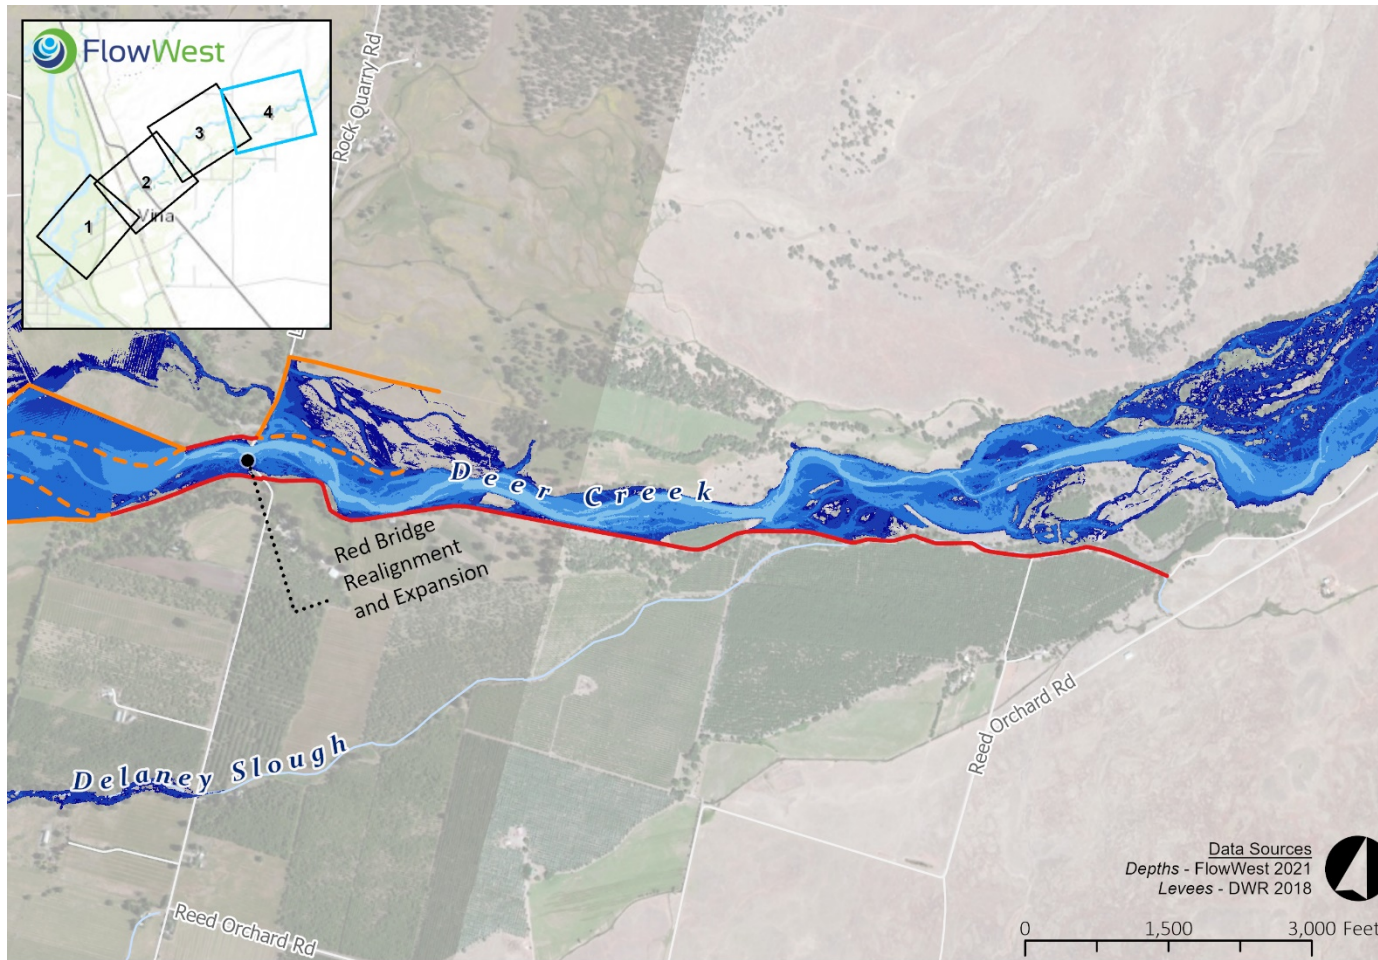 FlowWest
4
3
2
Vina
1
Rock Quarry Rd
Deer Creek
Red Bridge
Realignment
and Expansion
Delaney Slough
Reed Orchard Rd
Reed Orchard Rd
Data Sources
Depths - FlowWest 2021
Levees - DWR 2018
0 1,500 3,000 Feet